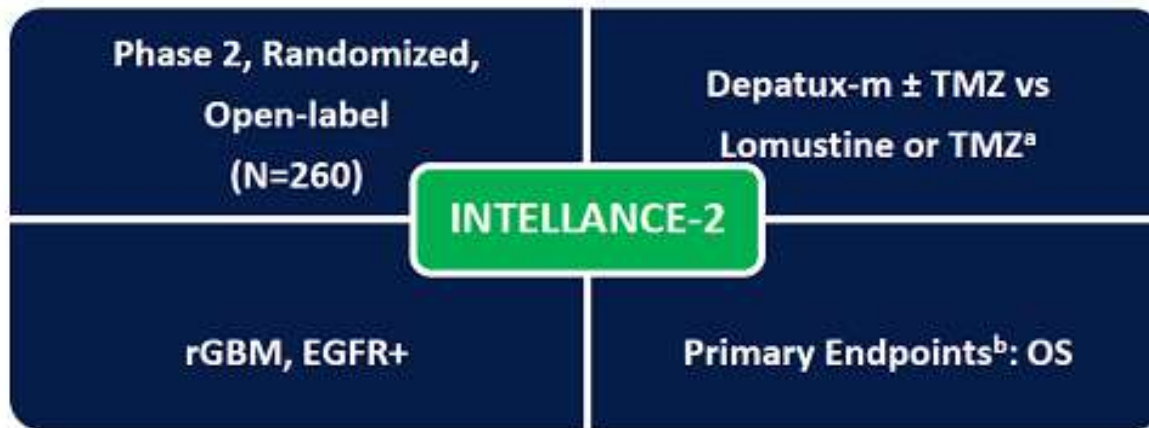 Phase 2, Randomized,
Open-label
(N=260)
Depatux-m ± TMZ vs
Lomustine or TMZᵃ
INTELLANCE-2
rGBM, EGFR+
Primary Endpointsᵇ: OS